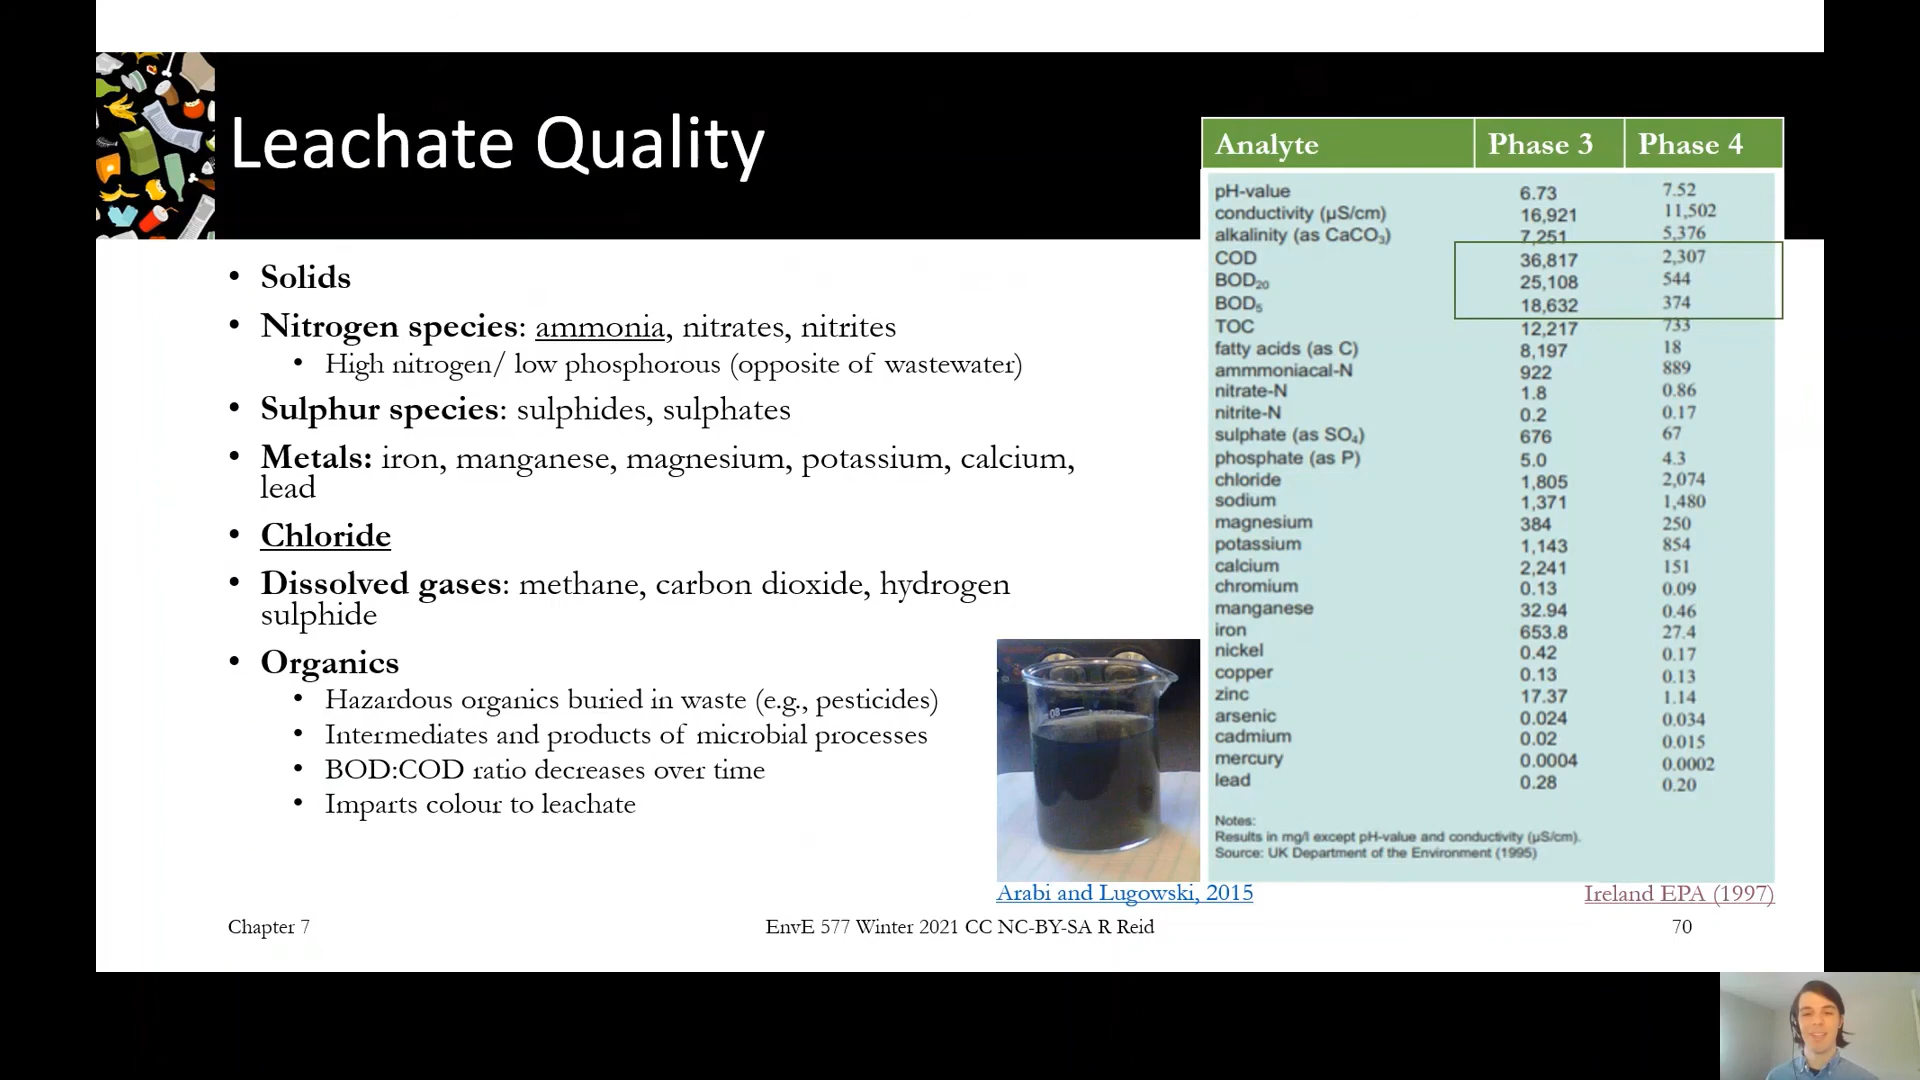 Leachate Quality
• Solids
• Nitrogen species: ammonia, nitrates, nitrites
• High nitrogen/ low phosphorous (opposite of wastewater)
• Sulphur species: sulphides, sulphates
• Metals: iron, manganese, magnesium, potassium, calcium,
lead
• Chloride
• Dissolved gases: methane, carbon dioxide, hydrogen
sulphide
• Organics
• Hazardous organics buried in waste (e.g., pesticides)
• Intermediates and products of microbial processes
• BOD:COD ratio decreases over time
• Imparts colour to leachate
Analyte Phase 3 Phase 4
pH-value 6.73 7.52
conductivity (µS/cm) 16,921 11,502
alkalinity (as CaCO₃) 7,251 5,376
COD 36,817 2,307
BOD₂₀ 25,108 544
BOD₅ 18,632 374
TOC 12,217 733
fatty acids (as C) 8,197 18
ammmoniacal-N 922 889
nitrate-N 1.8 0.86
nitrite-N 0.2 0.17
sulphate (as SO₄) 676 67
phosphate (as P) 5.0 4.3
chloride 1,805 2,074
sodium 1,371 1,480
magnesium 384 250
potassium 1,143 854
calcium 2,241 151
chromium 0.13 0.09
manganese 32.94 0.46
iron 653.8 27.4
nickel 0.42 0.17
copper 0.13 0.13
zinc 17.37 1.14
arsenic 0.024 0.034
cadmium 0.02 0.015
mercury 0.0004 0.0002
lead 0.28 0.20
Notes:
Results in mg/l except pH-value and conductivity (µS/cm).
Source: UK Department of the Environment (1995)
Arabi and Lugowski, 2015
Ireland EPA (1997)
Chapter 7
EnvE 577 Winter 2021 CC NC-BY-SA R Reid
70